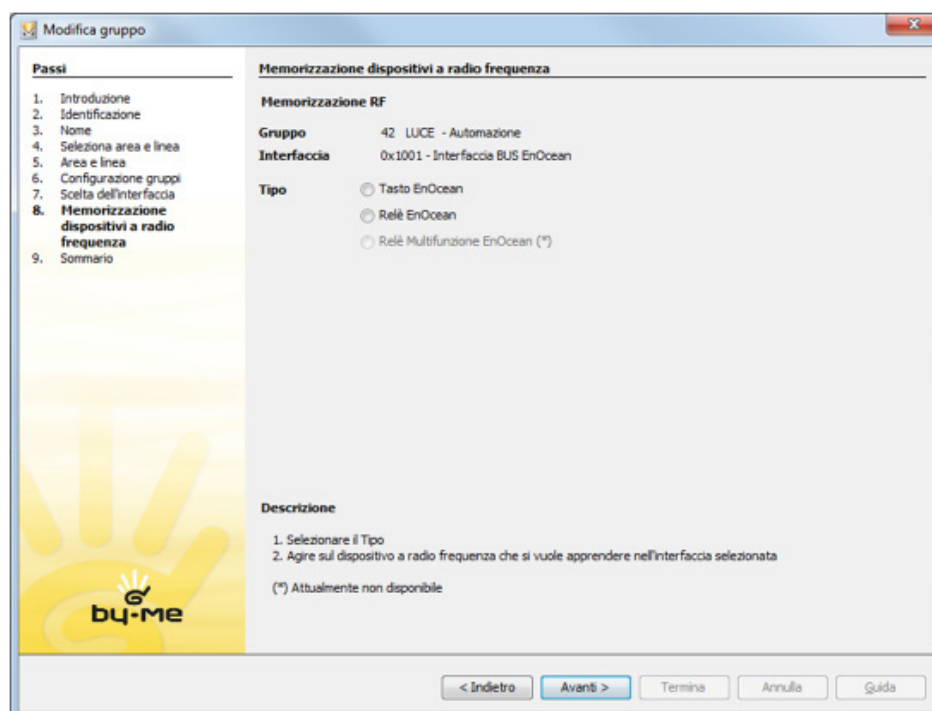 Modifica gruppo
Passi
1. Introduzione
2. Identificazione
3. Nome
4. Seleziona area e linea
5. Area e linea
6. Configurazione gruppi
7. Scelta dell'interfaccia
8. Memorizzazione
dispositivi a radio
frequenza
9. Sommario
by-me
Memorizzazione dispositivi a radio frequenza
Memorizzazione RF
Gruppo 42 LUCE - Automazione
Interfaccia 0x1001 - Interfaccia BUS EnOcean
Tipo Tasto EnOcean
Relè EnOcean
Relè Multifunzione EnOcean (*)
Descrizione
1. Selezionare il Tipo
2. Agire sul dispositivo a radio frequenza che si vuole apprendere nell'interfaccia selezionata
(*) Attualmente non disponibile
< Indietro Avanti > Termina Annulla Guida